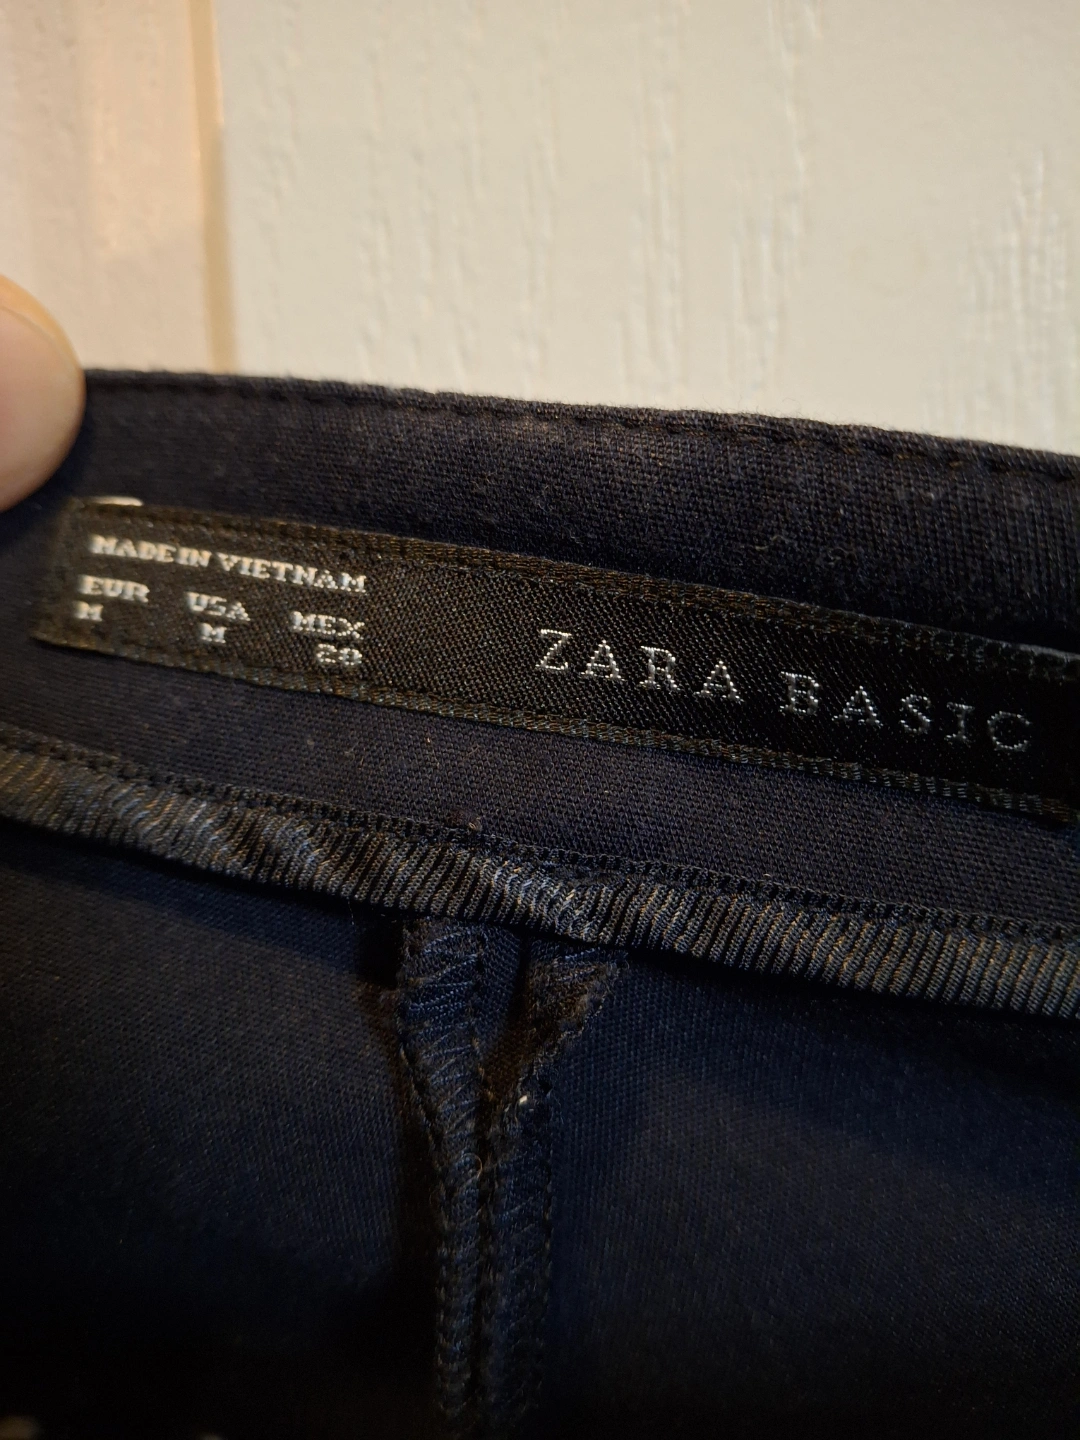 MADE IN VIETNAM
EUR USA MEX
M M 28
ZARA BASIC